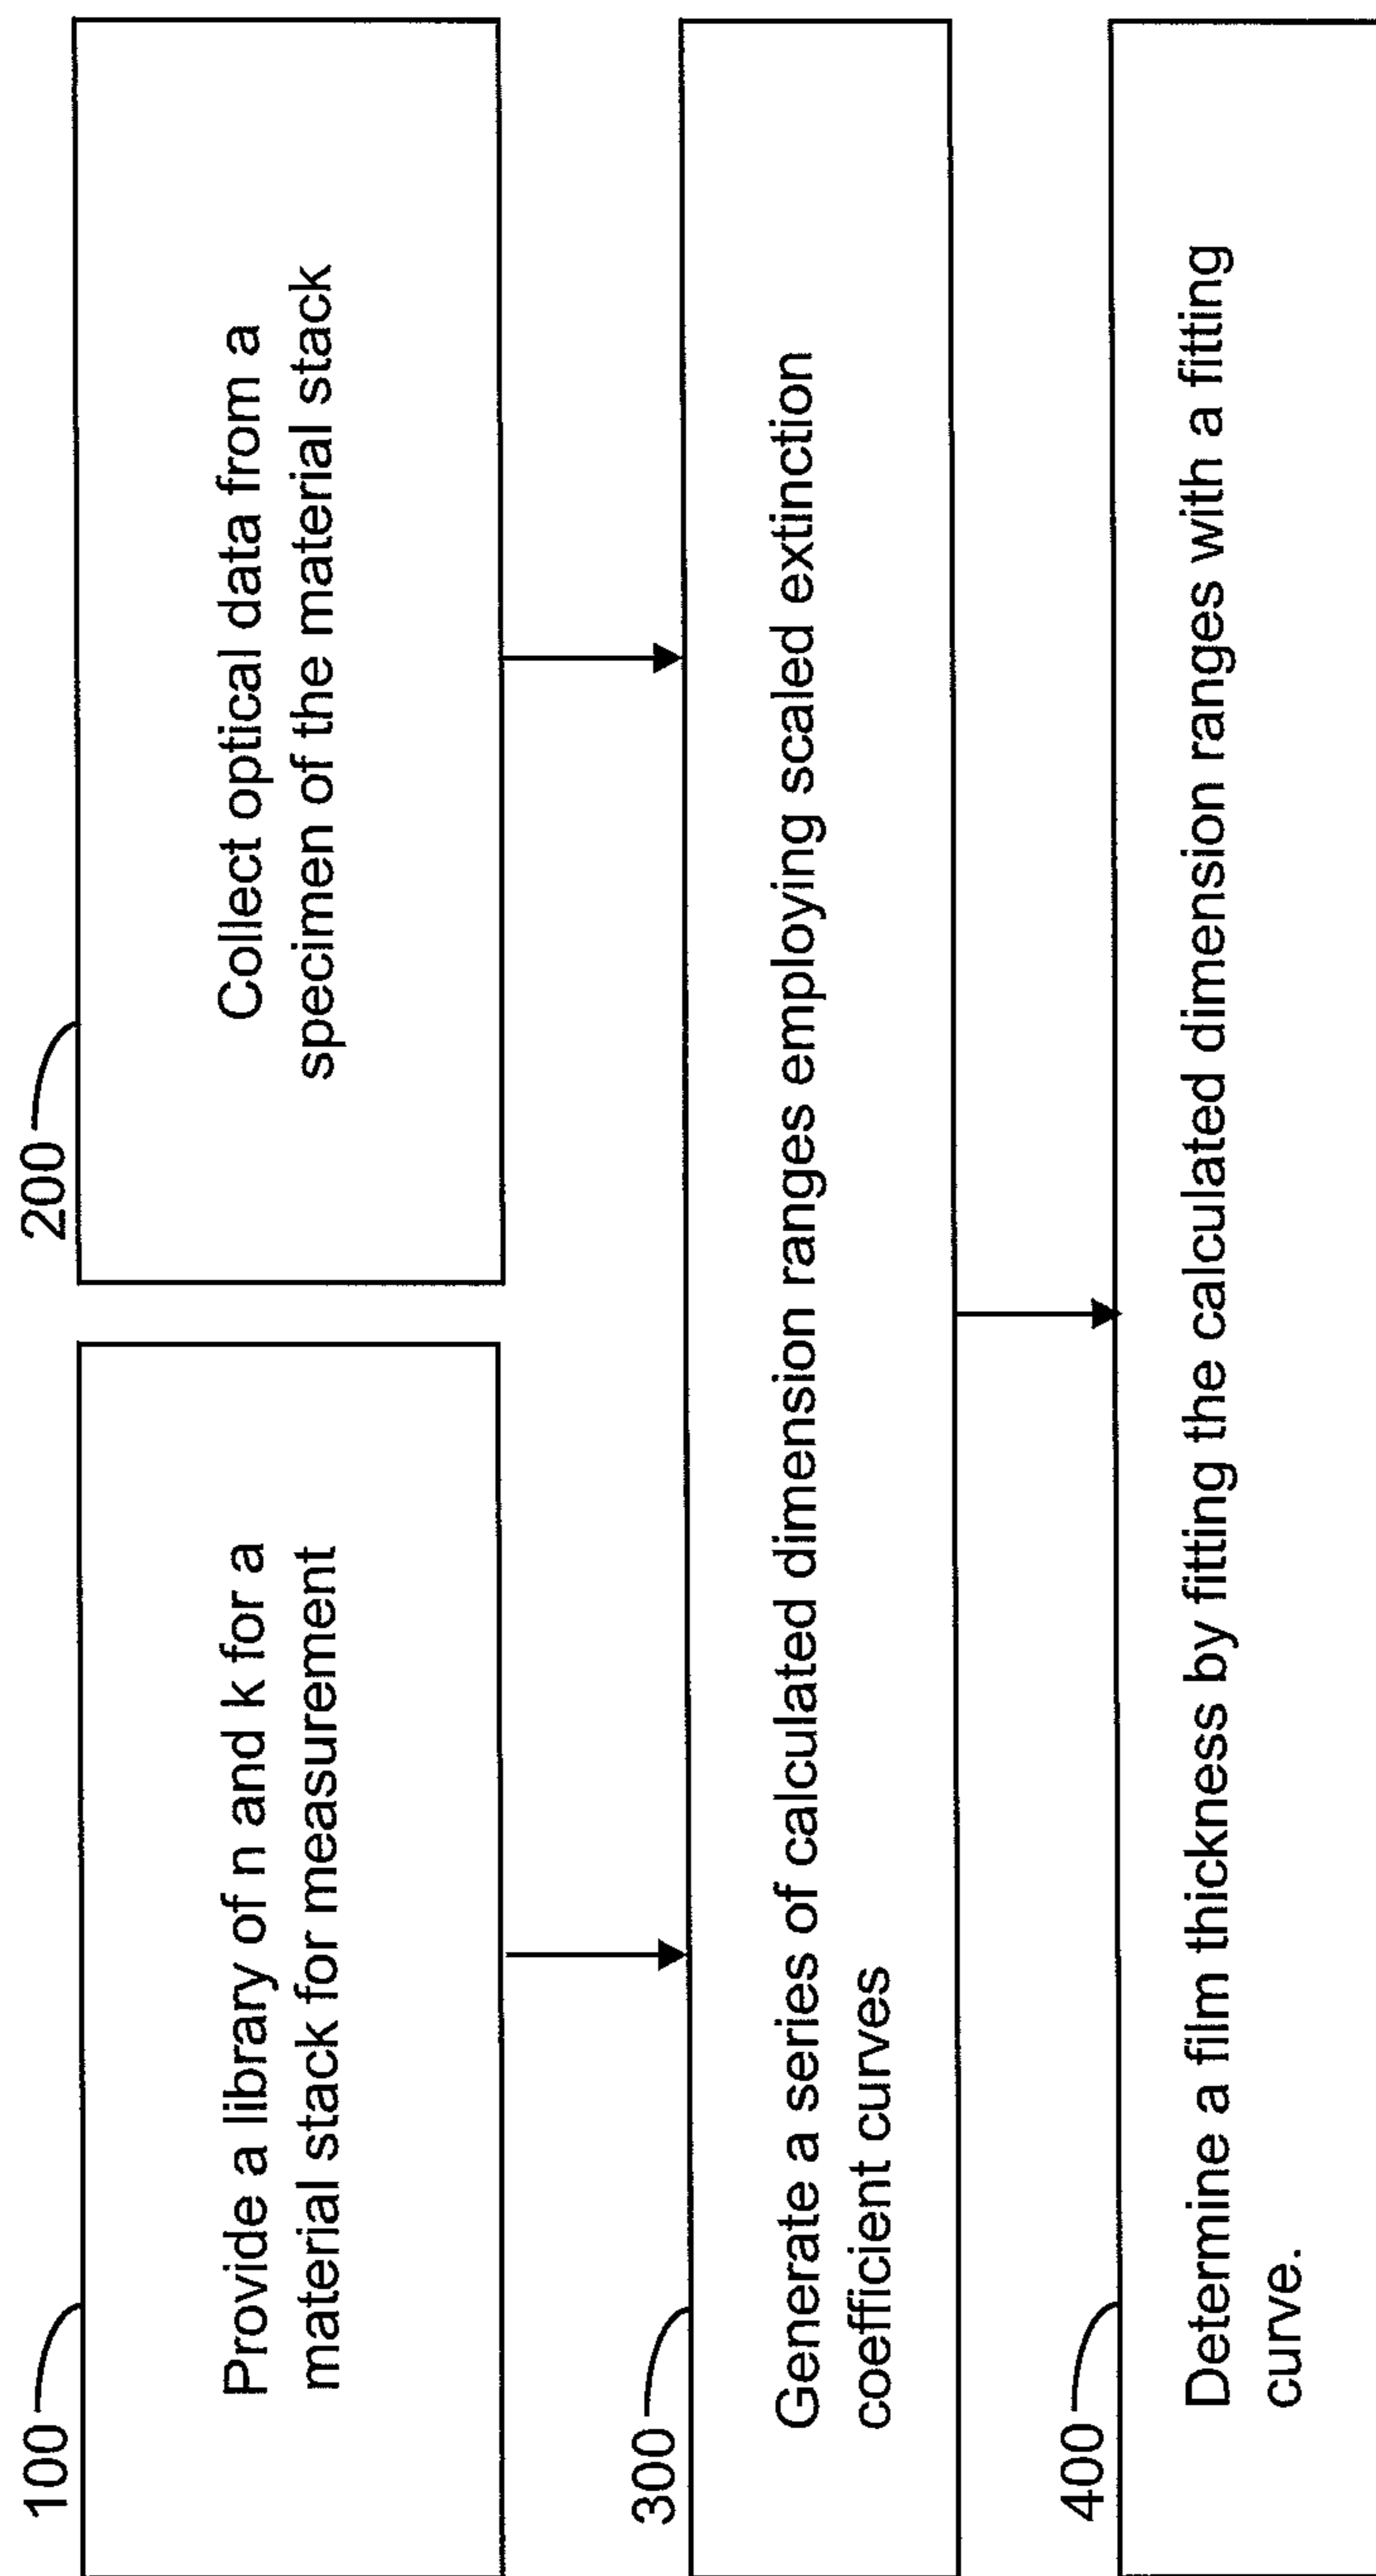 100
Provide a library of n and k for a
material stack for measurement
200
Collect optical data from a
specimen of the material stack
300
Generate a series of calculated dimension ranges employing scaled extinction
coefficient curves
400
Determine a film thickness by fitting the calculated dimension ranges with a fitting
curve.